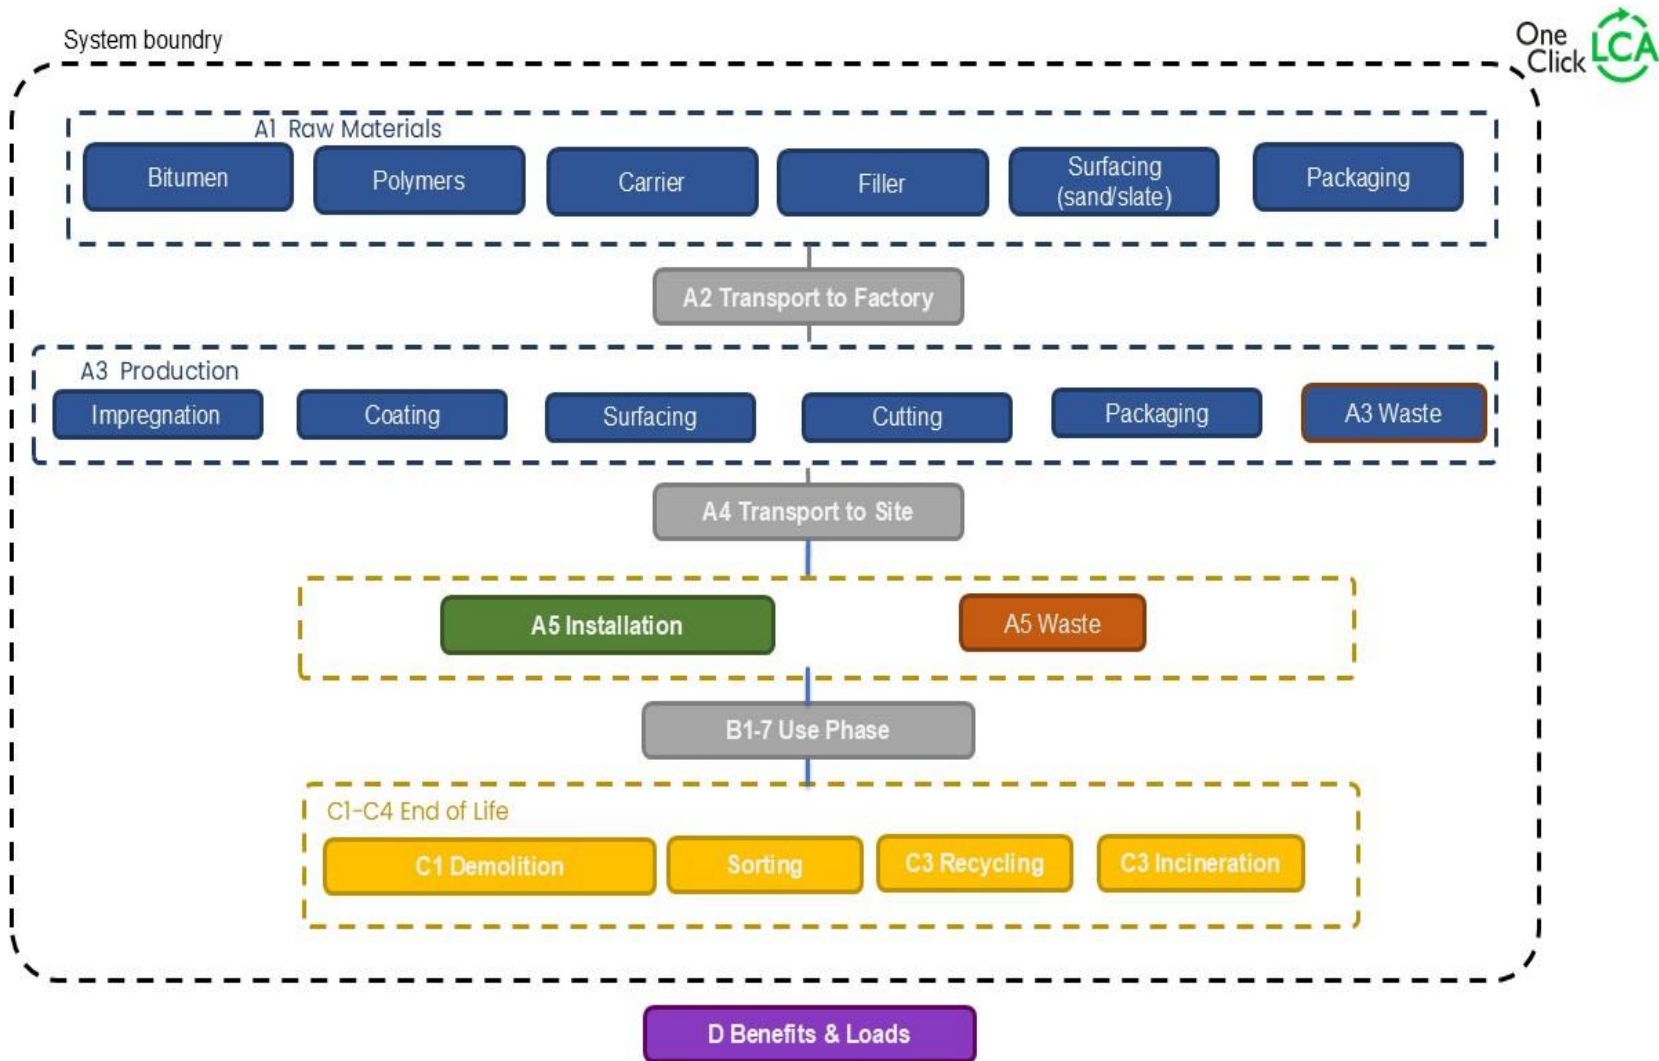 System boundry
One
Click LCA
A1 Raw Materials
Bitumen
Polymers
Carrier
Filler
Surfacing
(sand/slate)
Packaging
A2 Transport to Factory
A3 Production
Impregnation
Coating
Surfacing
Cutting
Packaging
A3 Waste
A4 Transport to Site
A5 Installation
A5 Waste
B1-7 Use Phase
C1-C4 End of Life
C1 Demolition
Sorting
C3 Recycling
C3 Incineration
D Benefits & Loads